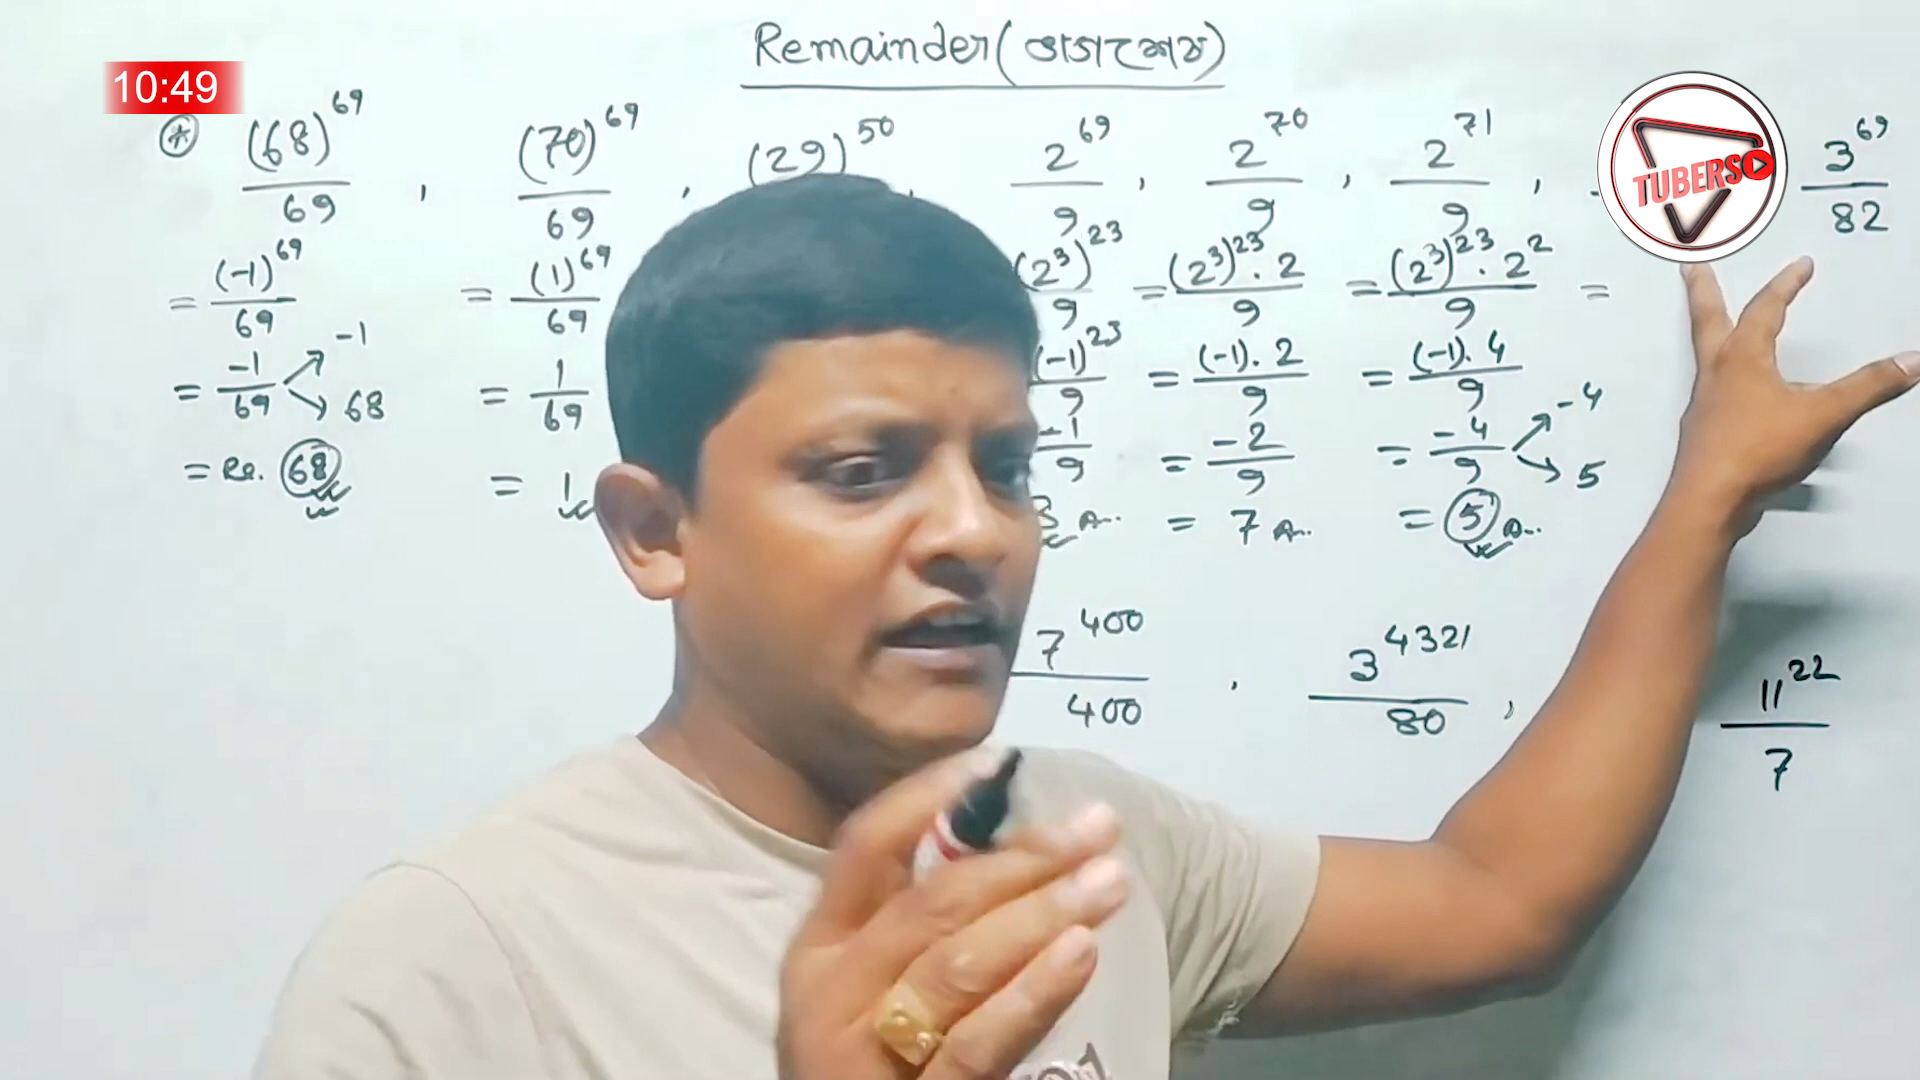 Remainder (ভাগশেষ)
10:49
(68)^69/69 , (70)^69/69 , (29)^50 , 2^69/9 , 2^70/9 , 2^71/9 , 3^69/82
TUBERS
= (-1)^69/69 = (1)^69/69 (2^3)^23/9 = (2^3)^23 . 2/9 = (2^3)^23 . 2^2/9 =
= -1/69 -1 68 = 1/69 (-1)^23/9 = (-1). 2/9 = (-1). 4/9
-1/9 = -2/9 = -4/9 -4 5
= Re. 68 = 1 = 7 A.. = 5 A..
7^400/400 , 3^4321/80 , 11^22/7